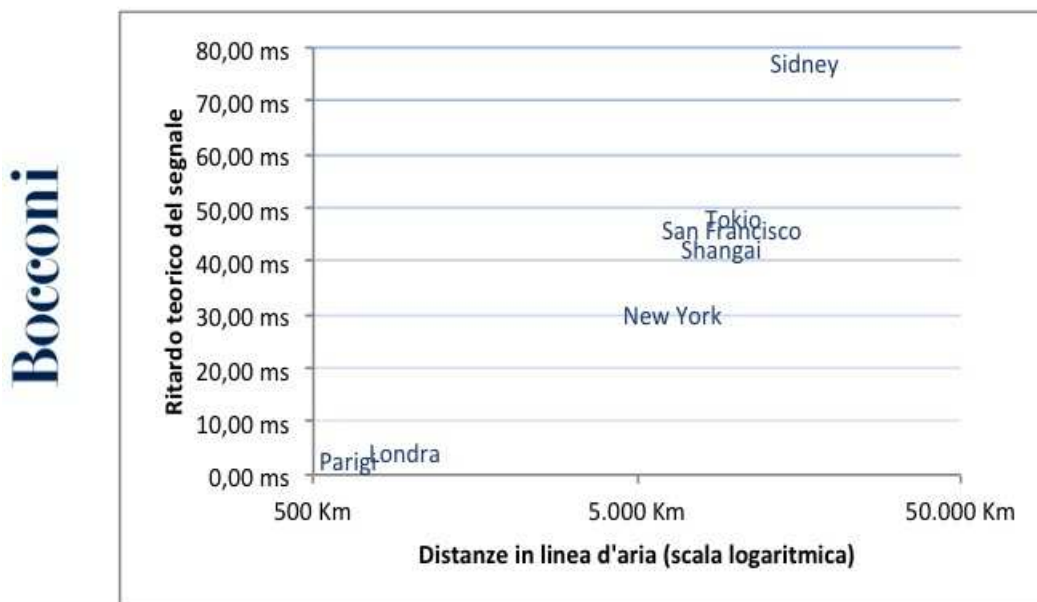 Bocconi
Ritardo teorico del segnale
80,00 ms
70,00 ms
60,00 ms
50,00 ms
40,00 ms
30,00 ms
20,00 ms
10,00 ms
0,00 ms
Sidney
Tokio
San Francisco
Shangai
New York
Londra
Parigi
500 Km
5.000 Km
50.000 Km
Distanze in linea d'aria (scala logaritmica)